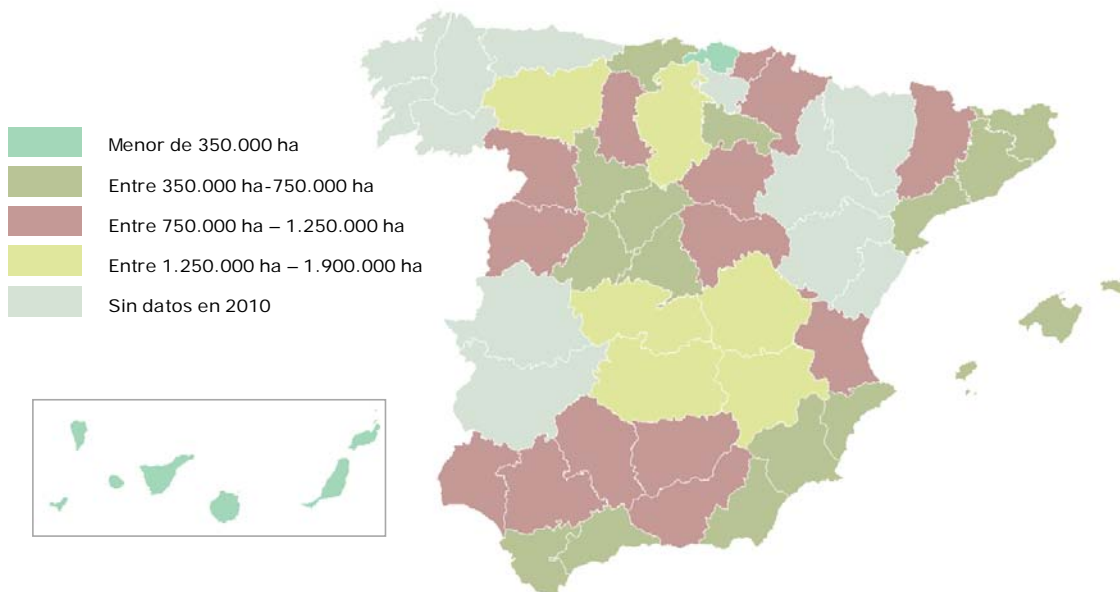 Menor de 350.000 ha
Entre 350.000 ha-750.000 ha
Entre 750.000 ha – 1.250.000 ha
Entre 1.250.000 ha – 1.900.000 ha
Sin datos en 2010